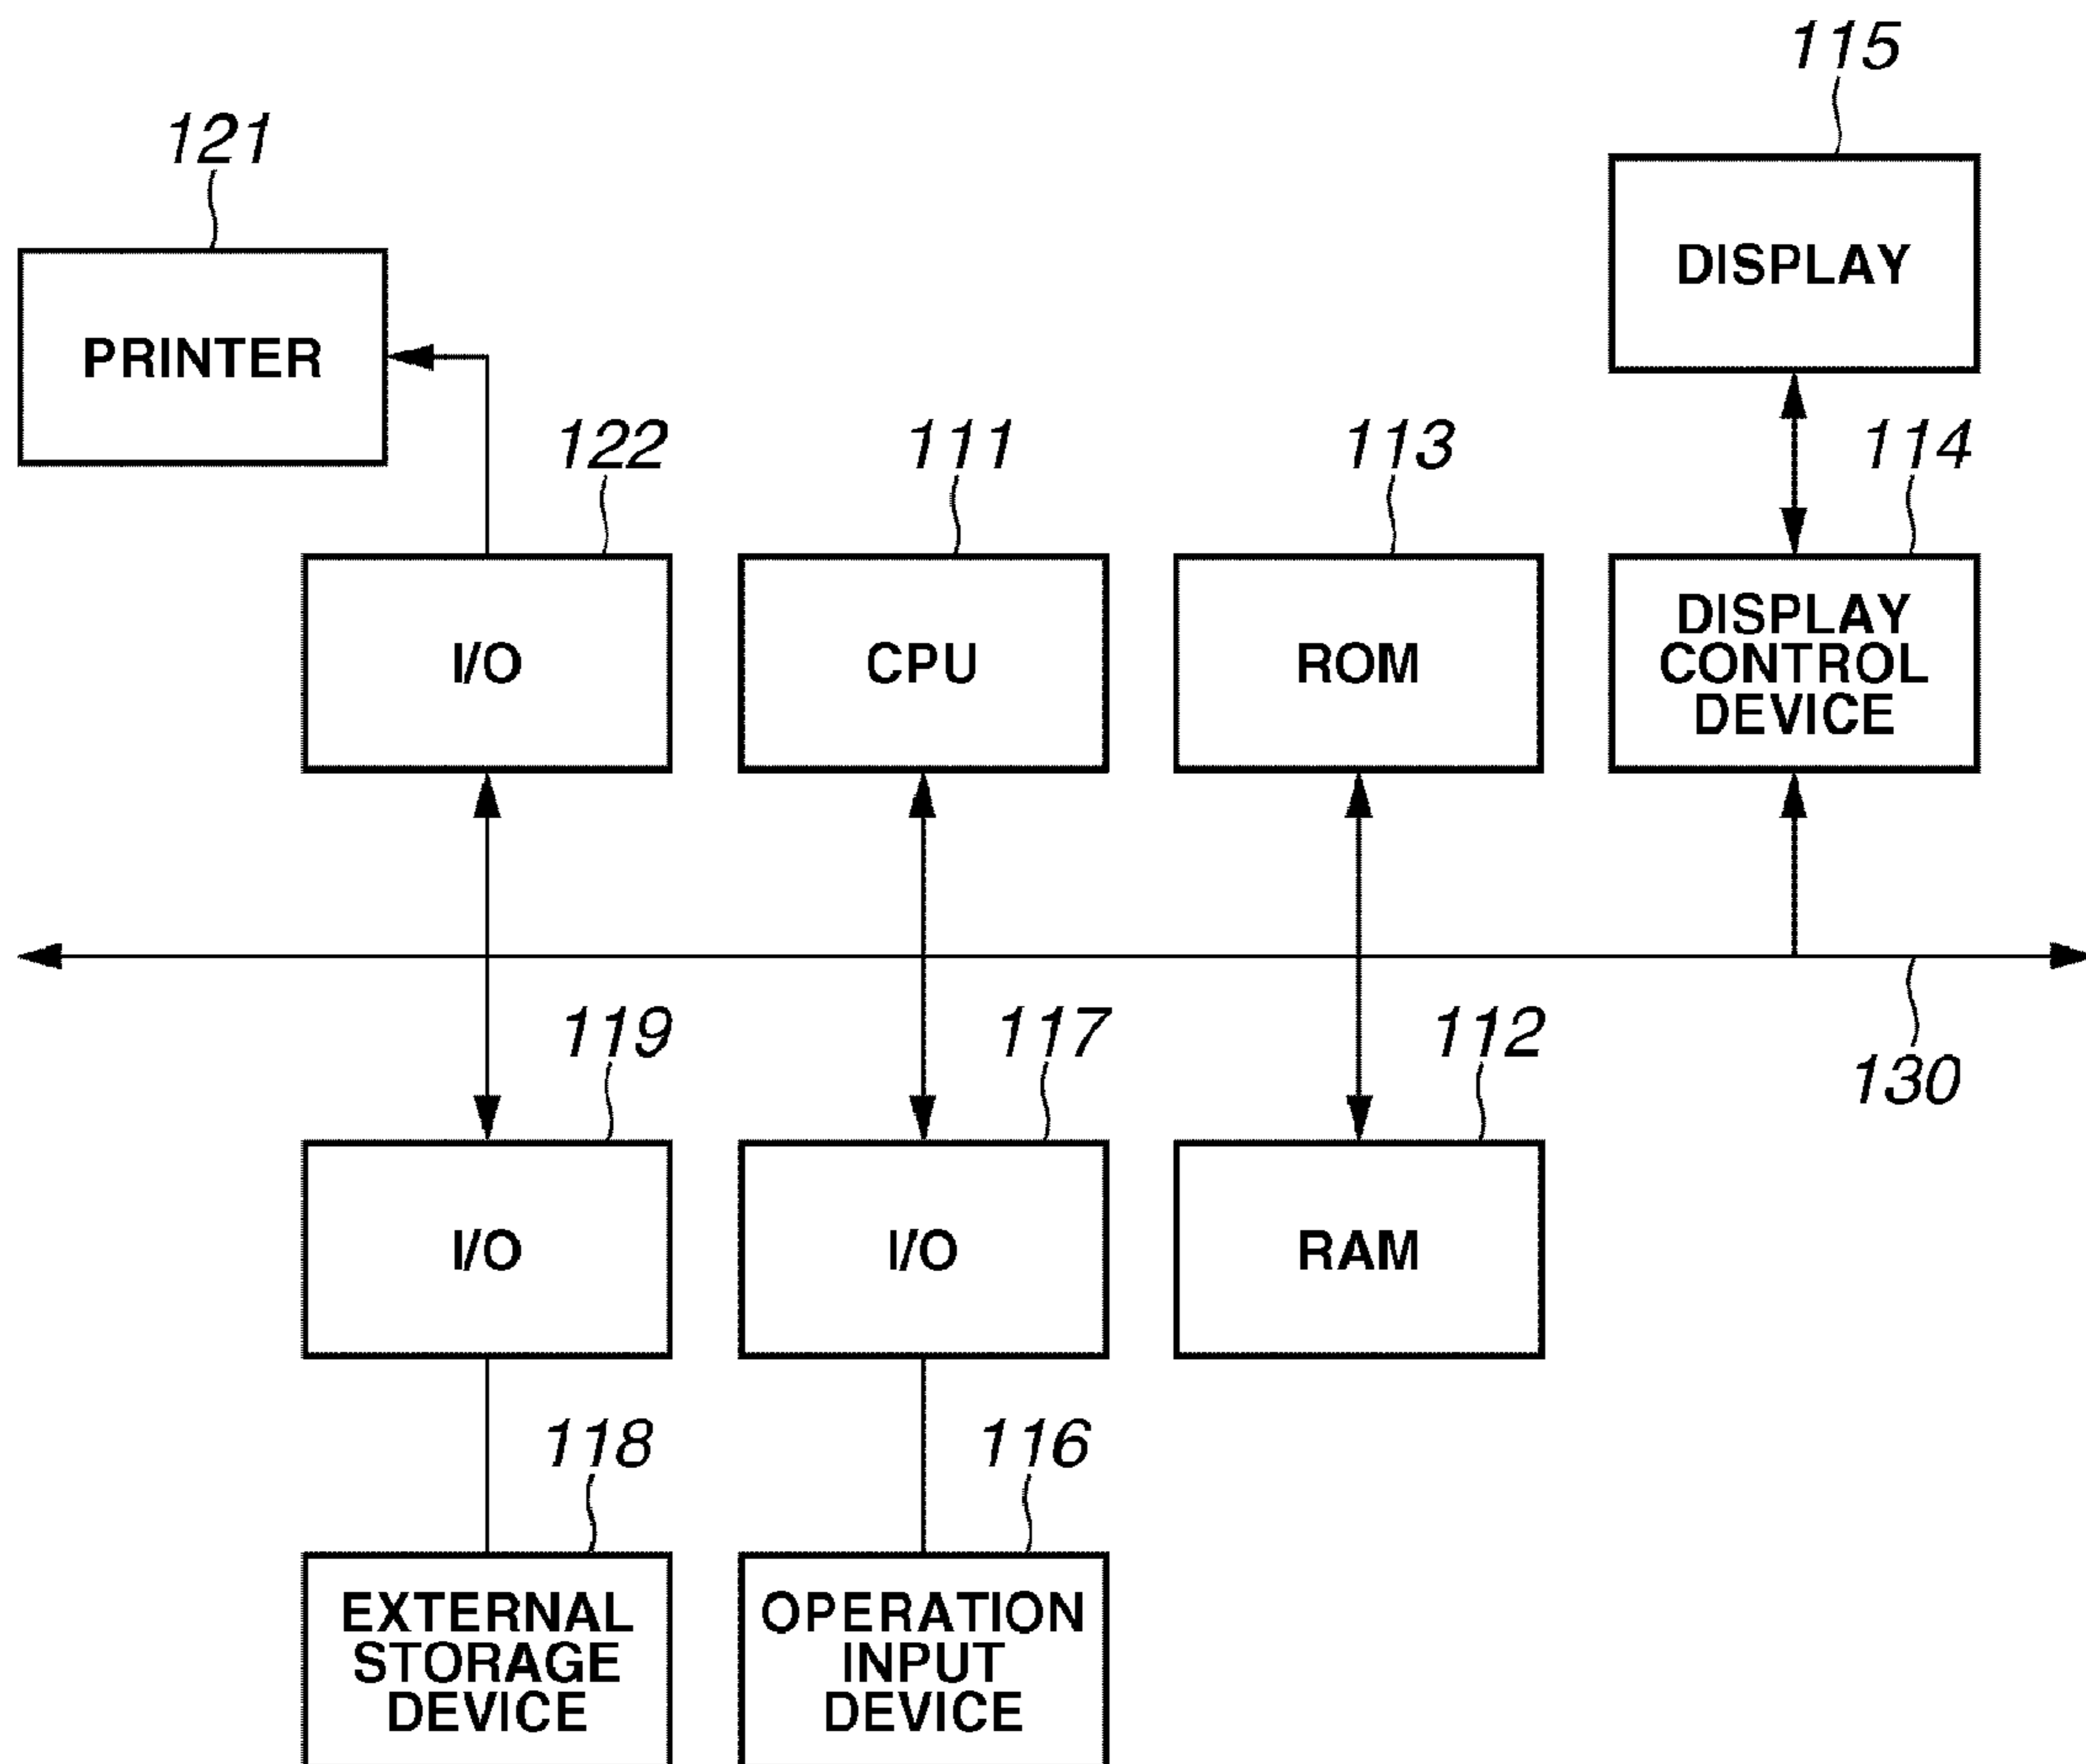 115
121
DISPLAY
PRINTER
122
111
113
114
I/O
CPU
ROM
DISPLAY
CONTROL
DEVICE
119
117
112
130
I/O
I/O
RAM
118
116
EXTERNAL
STORAGE
DEVICE
OPERATION
INPUT
DEVICE